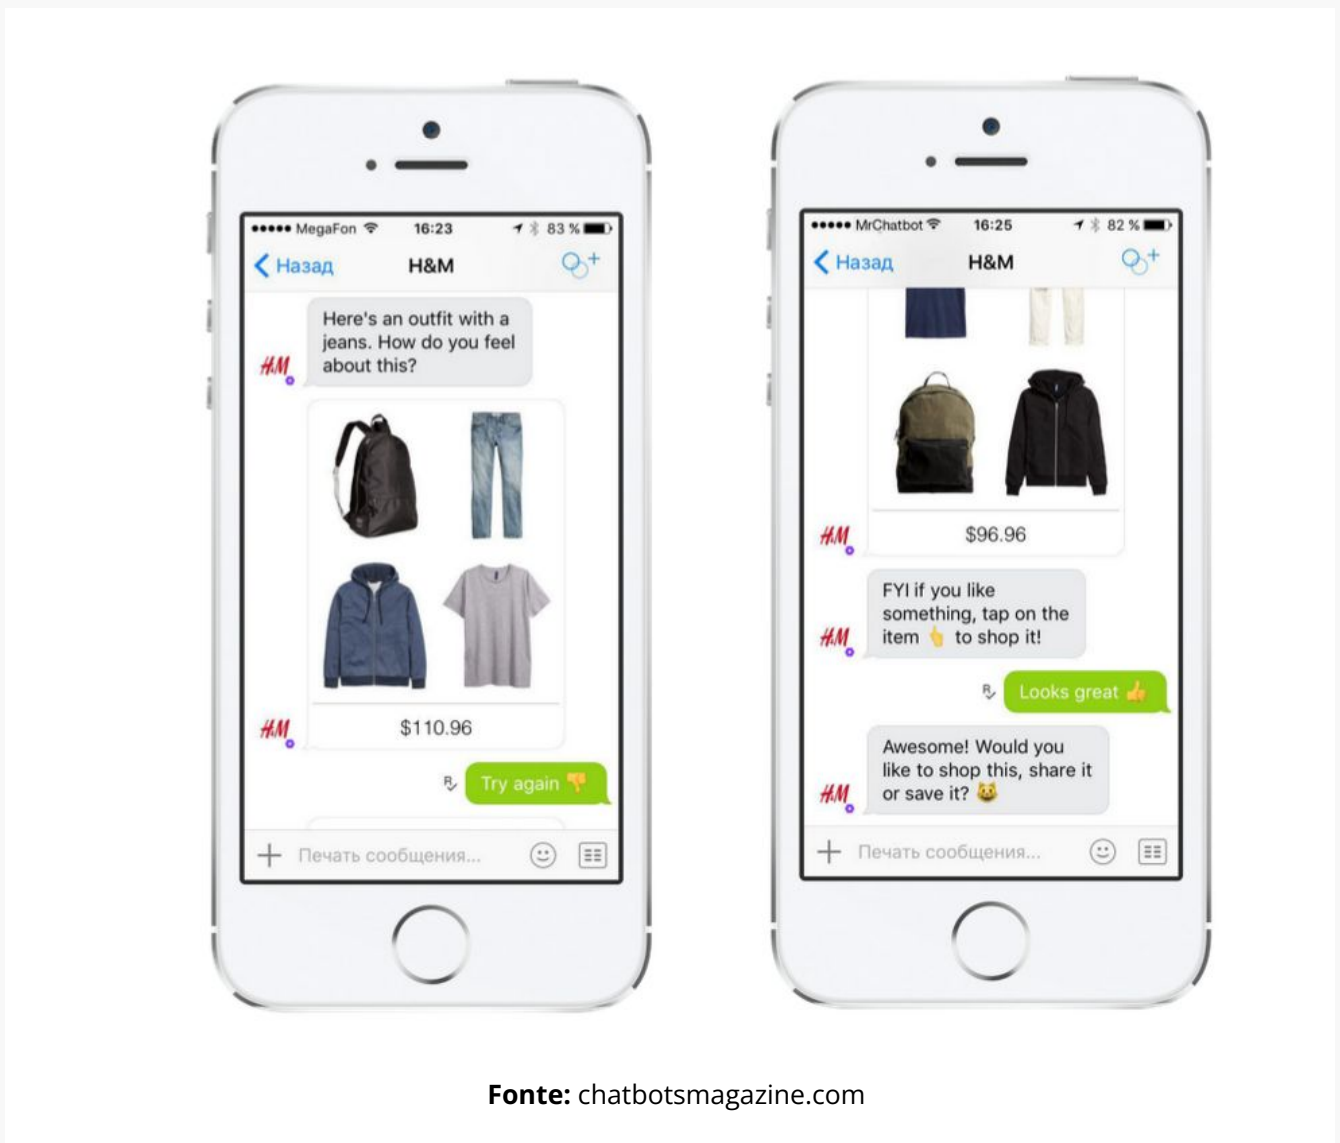 MegaFon 16:23 83 %
Назад H&M
Here's an outfit with a
jeans. How do you feel
about this?
H&M
$110.96
H&M
Try again 👎
Печать сообщения...
MrChatbot 16:25 82 %
Назад H&M
$96.96
H&M
FYI if you like
something, tap on the
item 👆 to shop it!
H&M
Looks great 👍
Awesome! Would you
like to shop this, share it
or save it? 😺
H&M
Печать сообщения...
Fonte: chatbotsmagazine.com